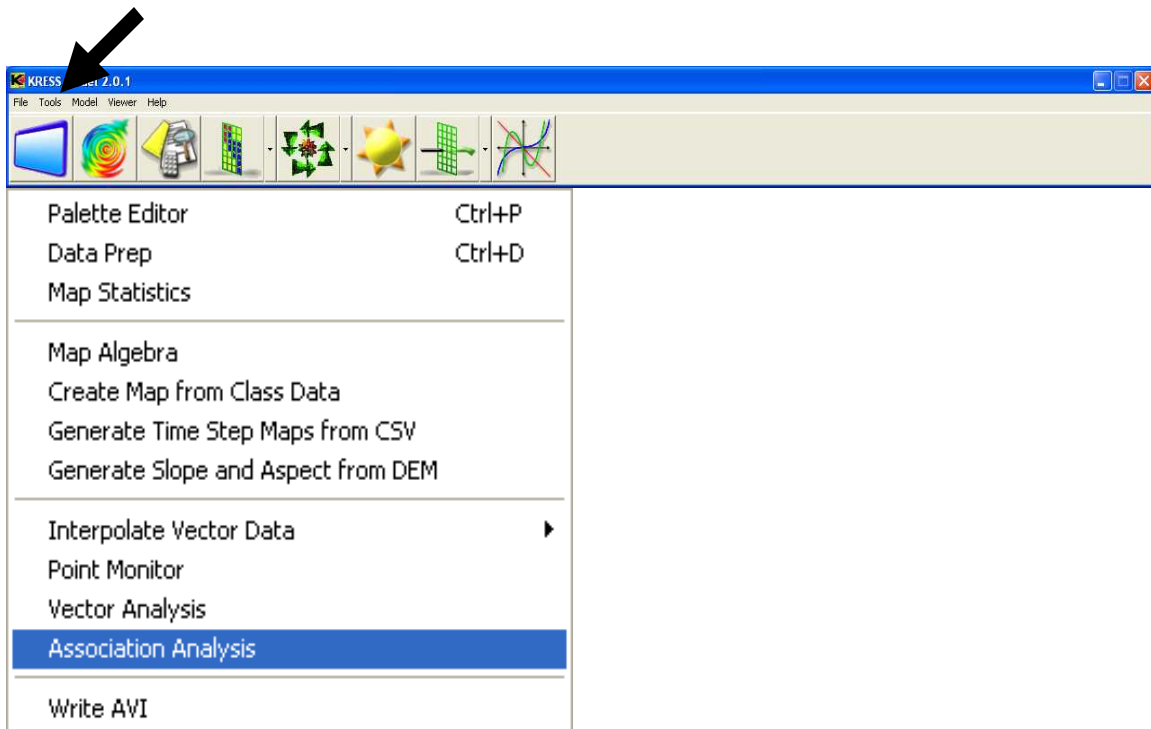 KRESS 2.0.1
File Tools Model Viewer Help
Palette Editor Ctrl+P
Data Prep Ctrl+D
Map Statistics
Map Algebra
Create Map from Class Data
Generate Time Step Maps from CSV
Generate Slope and Aspect from DEM
Interpolate Vector Data
Point Monitor
Vector Analysis
Association Analysis
Write AVI